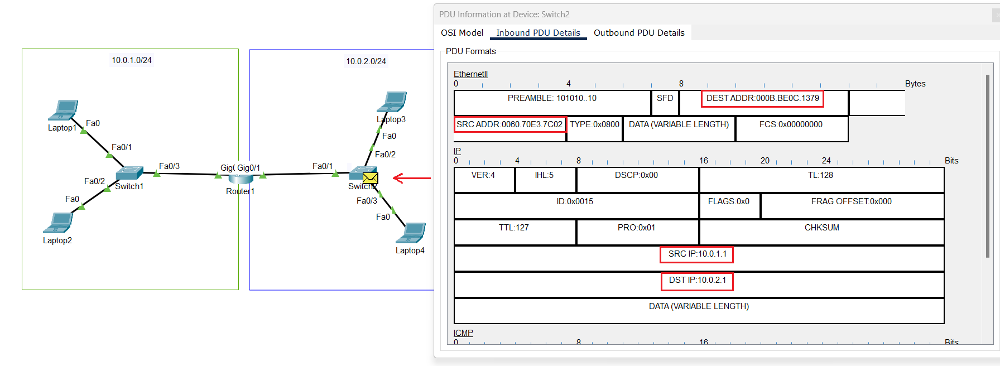 10.0.1.0/24
10.0.2.0/24
Laptop1
Fa0
Fa0/1
Fa0/3
Fa0/2
Switch1
Fa0
Laptop2
Gig0/1
Router1
Fa0/1
Laptop3
Fa0
Fa0/2
Fa0/3
Fa0
Laptop4
PDU Information at Device: Switch2
OSI Model Inbound PDU Details Outbound PDU Details
PDU Formats
EthernetII
0 4 8 Bytes
PREAMBLE: 101010..10 SFD DEST ADDR:000B.BE0C.1379
SRC ADDR:0060.70E3.7C02 TYPE:0x0800 DATA (VARIABLE LENGTH) FCS:0x00000000
IP
0 4 8 16 20 24 Bits
VER:4 IHL:5 DSCP:0x00 TL:128
ID:0x0015 FLAGS:0x0 FRAG OFFSET:0x000
TTL:127 PRO:0x01 CHKSUM
SRC IP:10.0.1.1
DST IP:10.0.2.1
DATA (VARIABLE LENGTH)
ICMP
0 8 16 Bits